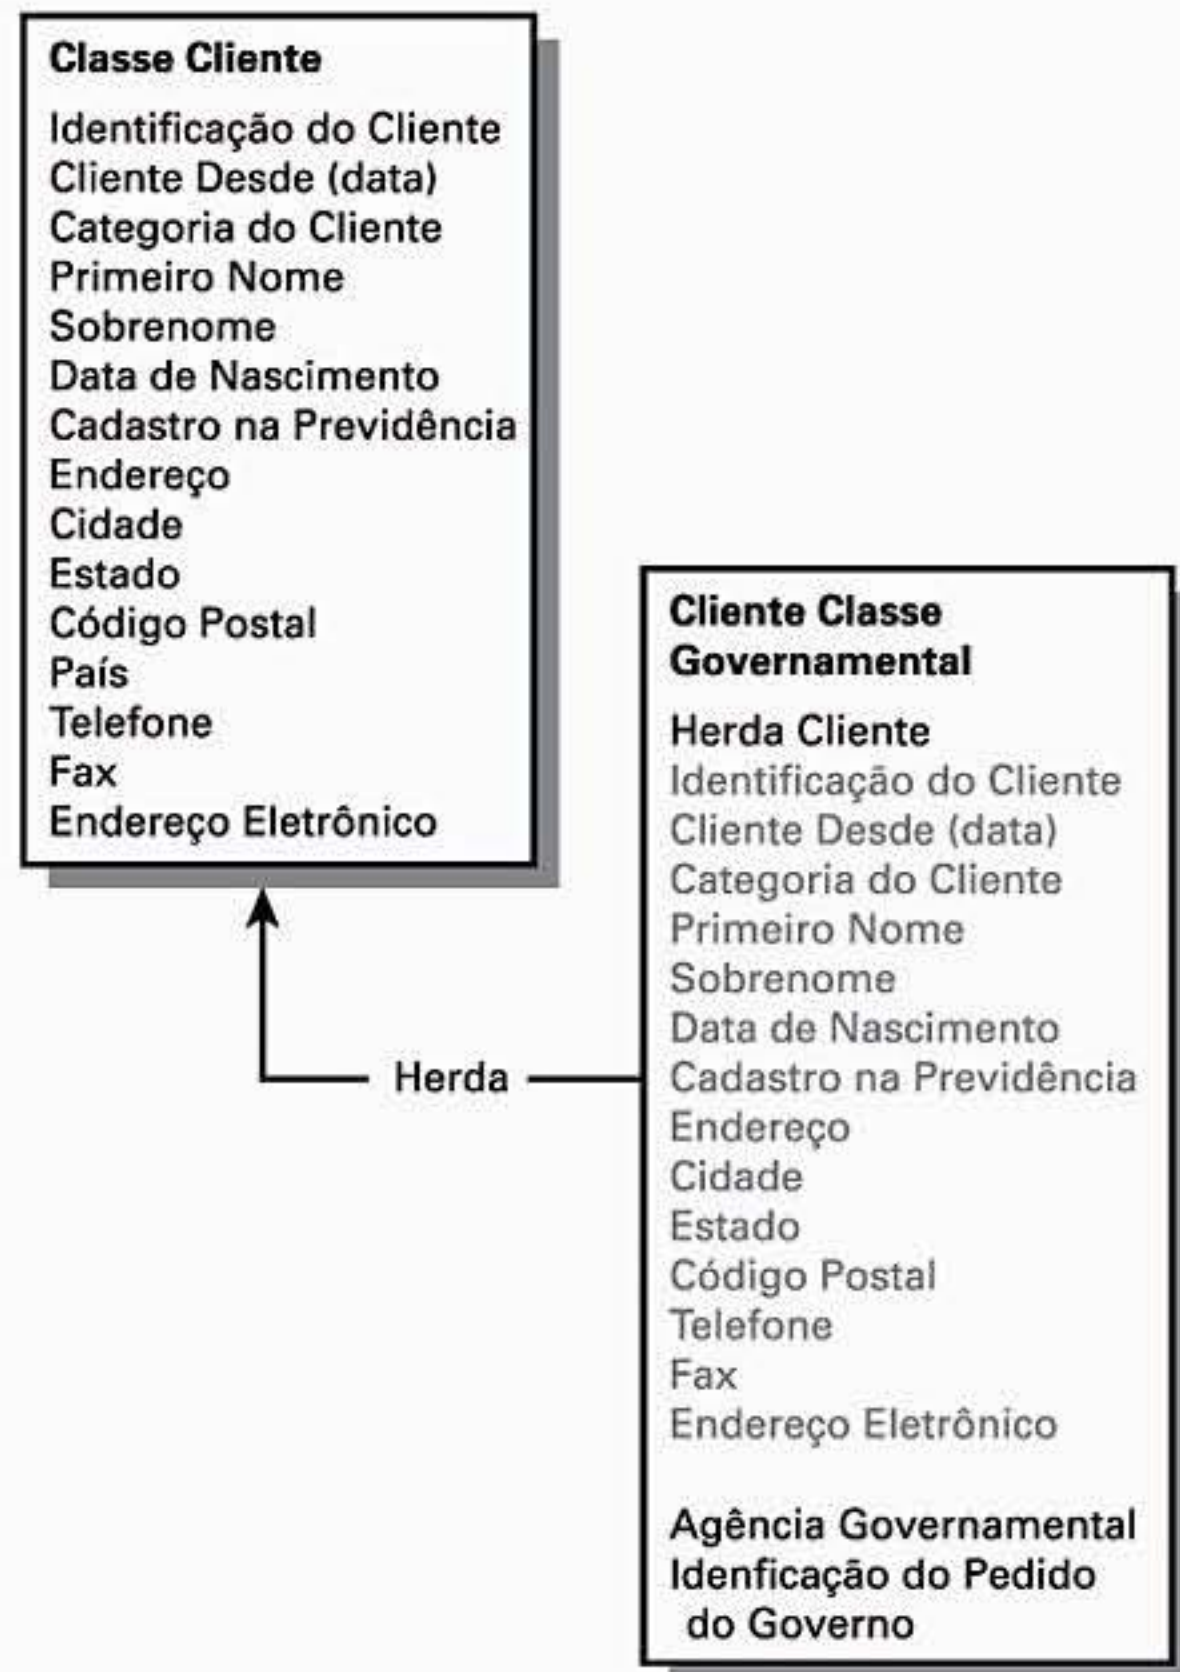 Classe Cliente
Identificação do Cliente
Cliente Desde (data)
Categoria do Cliente
Primeiro Nome
Sobrenome
Data de Nascimento
Cadastro na Previdência
Endereço
Cidade
Estado
Código Postal
País
Telefone
Fax
Endereço Eletrônico
Herda
Cliente Classe
Governamental
Herda Cliente
Identificação do Cliente
Cliente Desde (data)
Categoria do Cliente
Primeiro Nome
Sobrenome
Data de Nascimento
Cadastro na Previdência
Endereço
Cidade
Estado
Código Postal
Telefone
Fax
Endereço Eletrônico
Agência Governamental
Idenficação do Pedido
do Governo